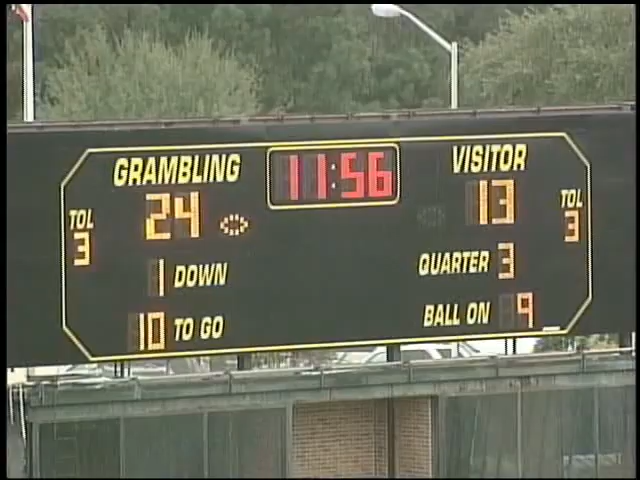 GRAMBLING 11:56 VISITOR
24 13
TOL 3 TOL 3
1 DOWN QUARTER 3
10 TO GO BALL ON 9